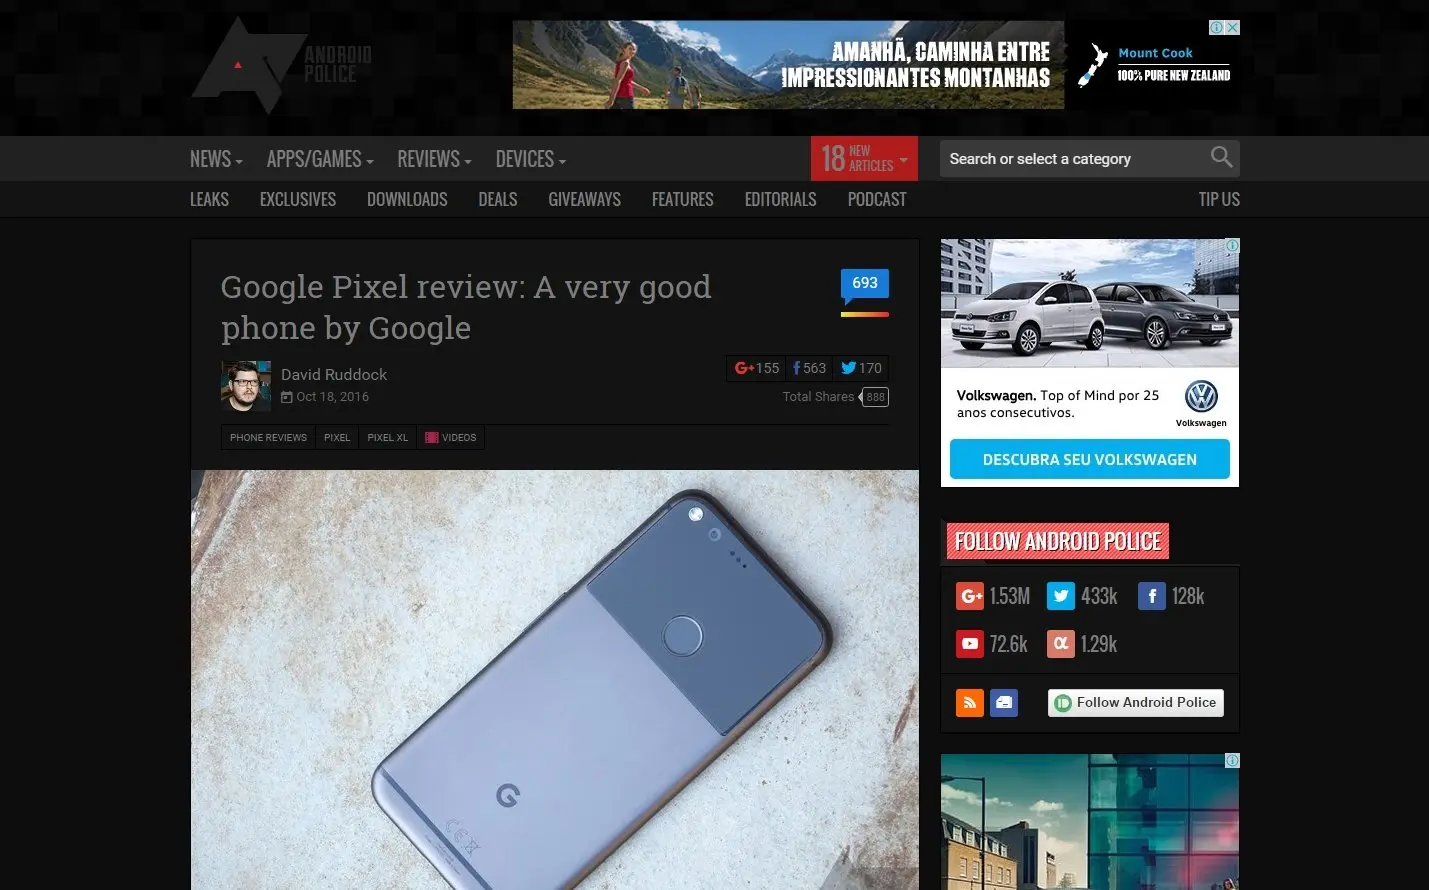 ANDROID
POLICE
AMANHÃ, CAMINHA ENTRE
IMPRESSIONANTES MONTANHAS
Mount Cook
100% PURE NEW ZEALAND
NEWS
APPS/GAMES
REVIEWS
DEVICES
18 NEW
ARTICLES
Search or select a category
LEAKS
EXCLUSIVES
DOWNLOADS
DEALS
GIVEAWAYS
FEATURES
EDITORIALS
PODCAST
TIP US
Google Pixel review: A very good
phone by Google
693
David Ruddock
Oct 18, 2016
G+ 155
f 563
170
Total Shares 888
PHONE REVIEWS
PIXEL
PIXEL XL
VIDEOS
G
CE
Volkswagen. Top of Mind por 25
anos consecutivos.
Volkswagen
DESCUBRA SEU VOLKSWAGEN
FOLLOW ANDROID POLICE
G+ 1.53M
433k
f 128k
72.6k
α 1.29k
Follow Android Police